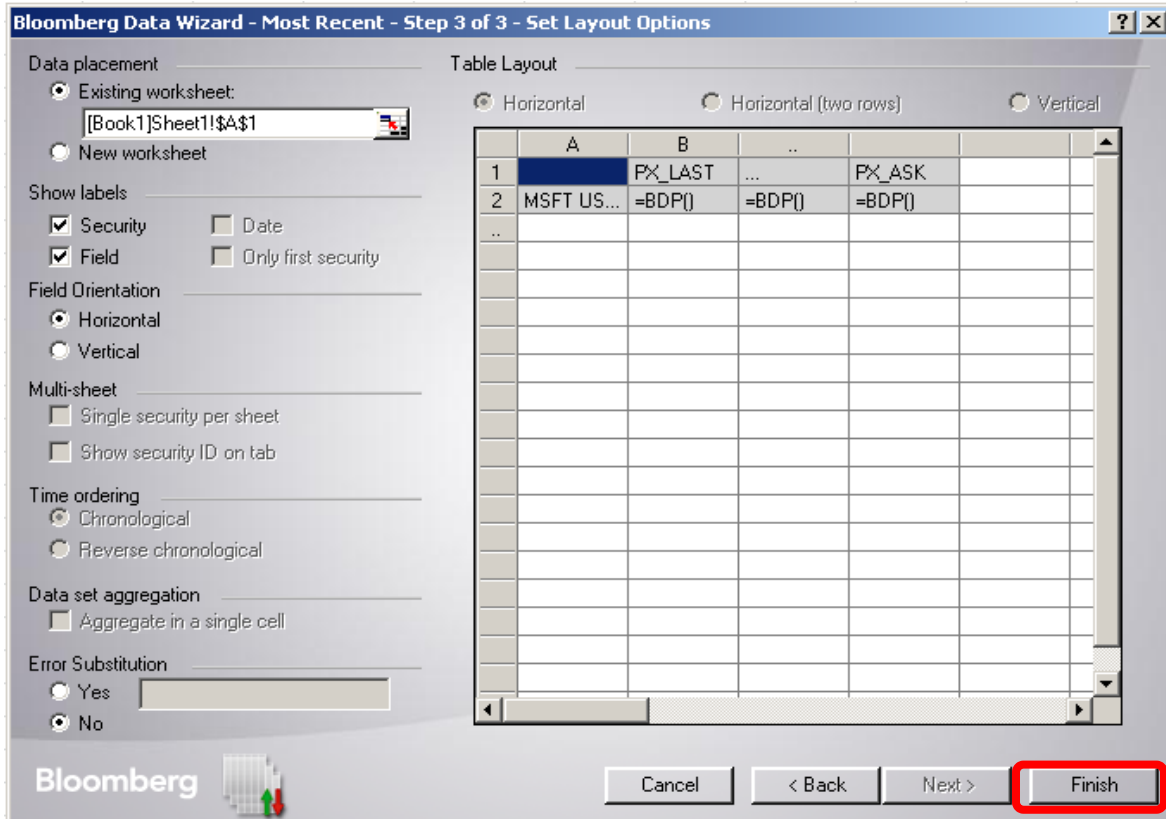 Bloomberg Data Wizard - Most Recent - Step 3 of 3 - Set Layout Options
Data placement
Existing worksheet:
[Book1]Sheet1!$A$1
New worksheet
Show labels
Security Date
Field Only first security
Field Orientation
Horizontal
Vertical
Multi-sheet
Single security per sheet
Show security ID on tab
Time ordering
Chronological
Reverse chronological
Data set aggregation
Aggregate in a single cell
Error Substitution
Yes
No
Table Layout
Horizontal Horizontal (two rows) Vertical
A B ..
1 PX_LAST ... PX_ASK
2 MSFT US... =BDP() =BDP() =BDP()
..
Bloomberg
Cancel < Back Next > Finish